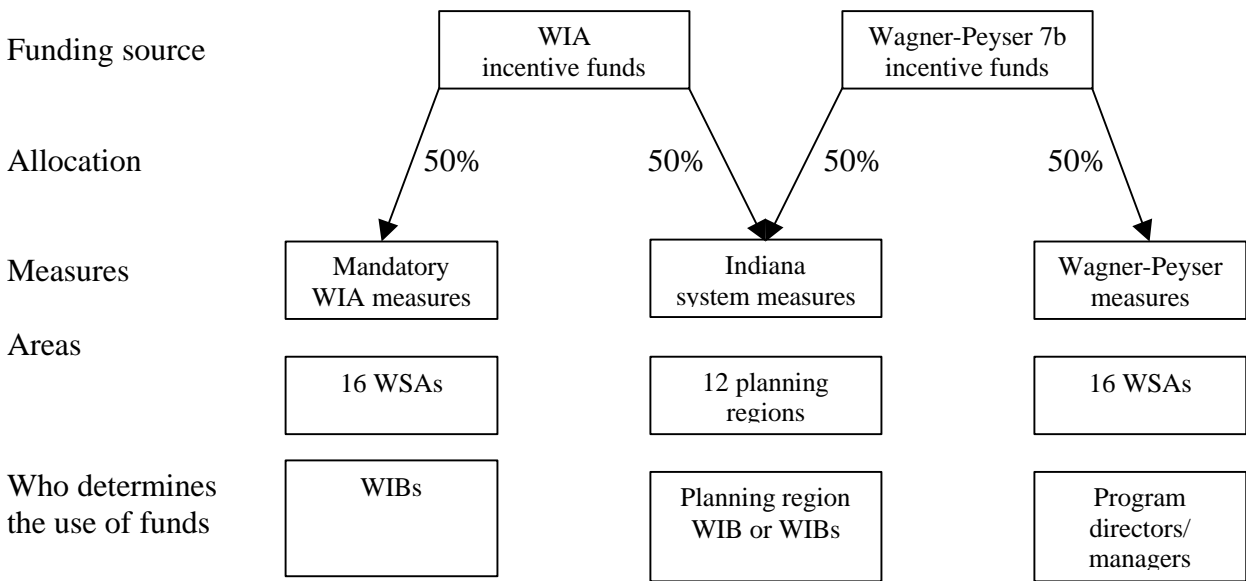 Funding source
WIA
incentive funds
Wagner-Peyser 7b
incentive funds
Allocation
50%
50%
50%
50%
Measures
Mandatory
WIA measures
Indiana
system measures
Wagner-Peyser
measures
Areas
16 WSAs
12 planning
regions
16 WSAs
Who determines
the use of funds
WIBs
Planning region
WIB or WIBs
Program
directors/
managers